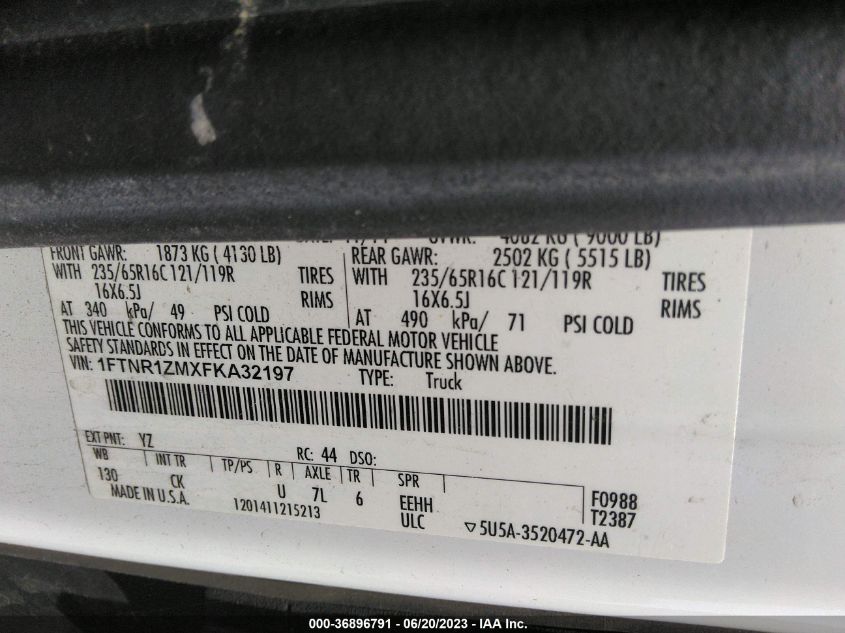 GVWR: 4082 KG ( 9000 LB)
FRONT GAWR: 1873 KG ( 4130 LB) REAR GAWR: 2502 KG ( 5515 LB)
WITH 235/65R16C 121/119R TIRES WITH 235/65R16C 121/119R TIRES
16X6.5J RIMS 16X6.5J RIMS
AT 340 kPa/ 49 PSI COLD AT 490 kPa/ 71 PSI COLD
THIS VEHICLE CONFORMS TO ALL APPLICABLE FEDERAL MOTOR VEHICLE
SAFETY STANDARDS IN EFFECT ON THE DATE OF MANUFACTURE SHOWN ABOVE.
VIN: 1FTNR1ZMXFKA32197 TYPE: Truck
EXT PNT: YZ RC: 44 DSO:
WB INT TR TP/PS R AXLE TR SPR
130 CK U 7L 6 EEHH F0988
MADE IN U.S.A. 1201411215213 ULC T2387
▽5U5A-3520472-AA
000-36896791 - 06/20/2023 - IAA Inc.